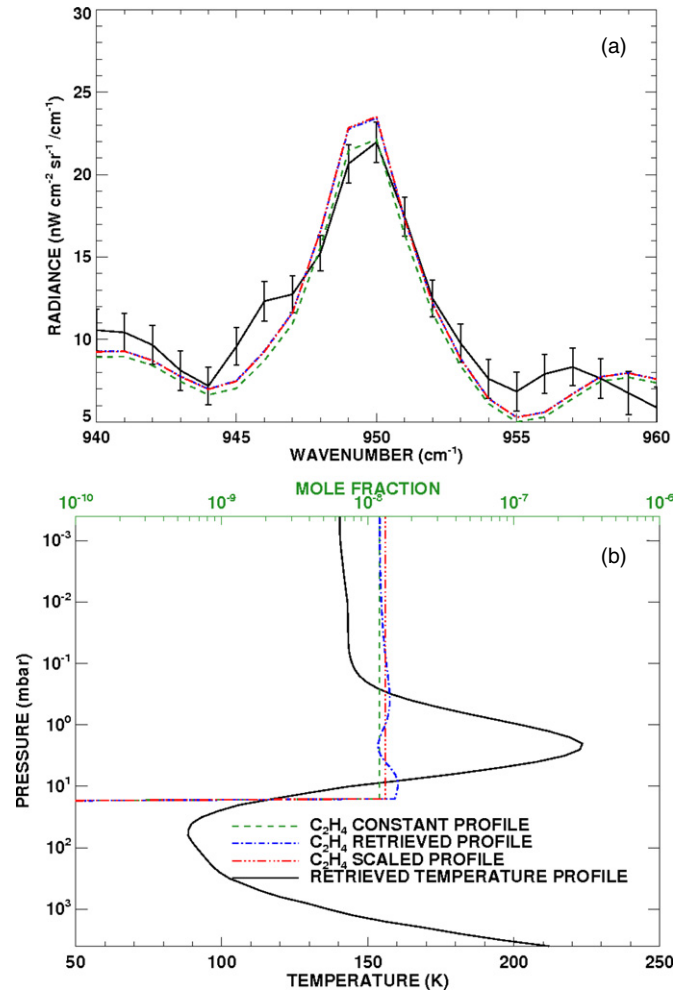 30
25
20
15
10
5
(a)
RADIANCE (nW cm⁻² sr⁻¹ /cm⁻¹)
940 945 950 955 960
WAVENUMBER (cm⁻¹)
MOLE FRACTION
10⁻¹⁰ 10⁻⁹ 10⁻⁸ 10⁻⁷ 10⁻⁶
(b)
10⁻³
10⁻²
10⁻¹
10⁰
10¹
10²
10³
PRESSURE (mbar)
C₂H₄ CONSTANT PROFILE
C₂H₄ RETRIEVED PROFILE
C₂H₄ SCALED PROFILE
RETRIEVED TEMPERATURE PROFILE
50 100 150 200 250
TEMPERATURE (K)